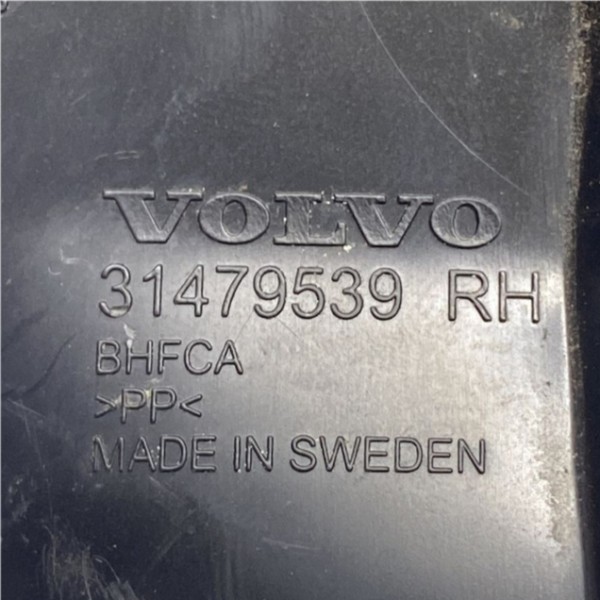 VOLVO
31479539 RH
BHFCA
>PP<
MADE IN SWEDEN